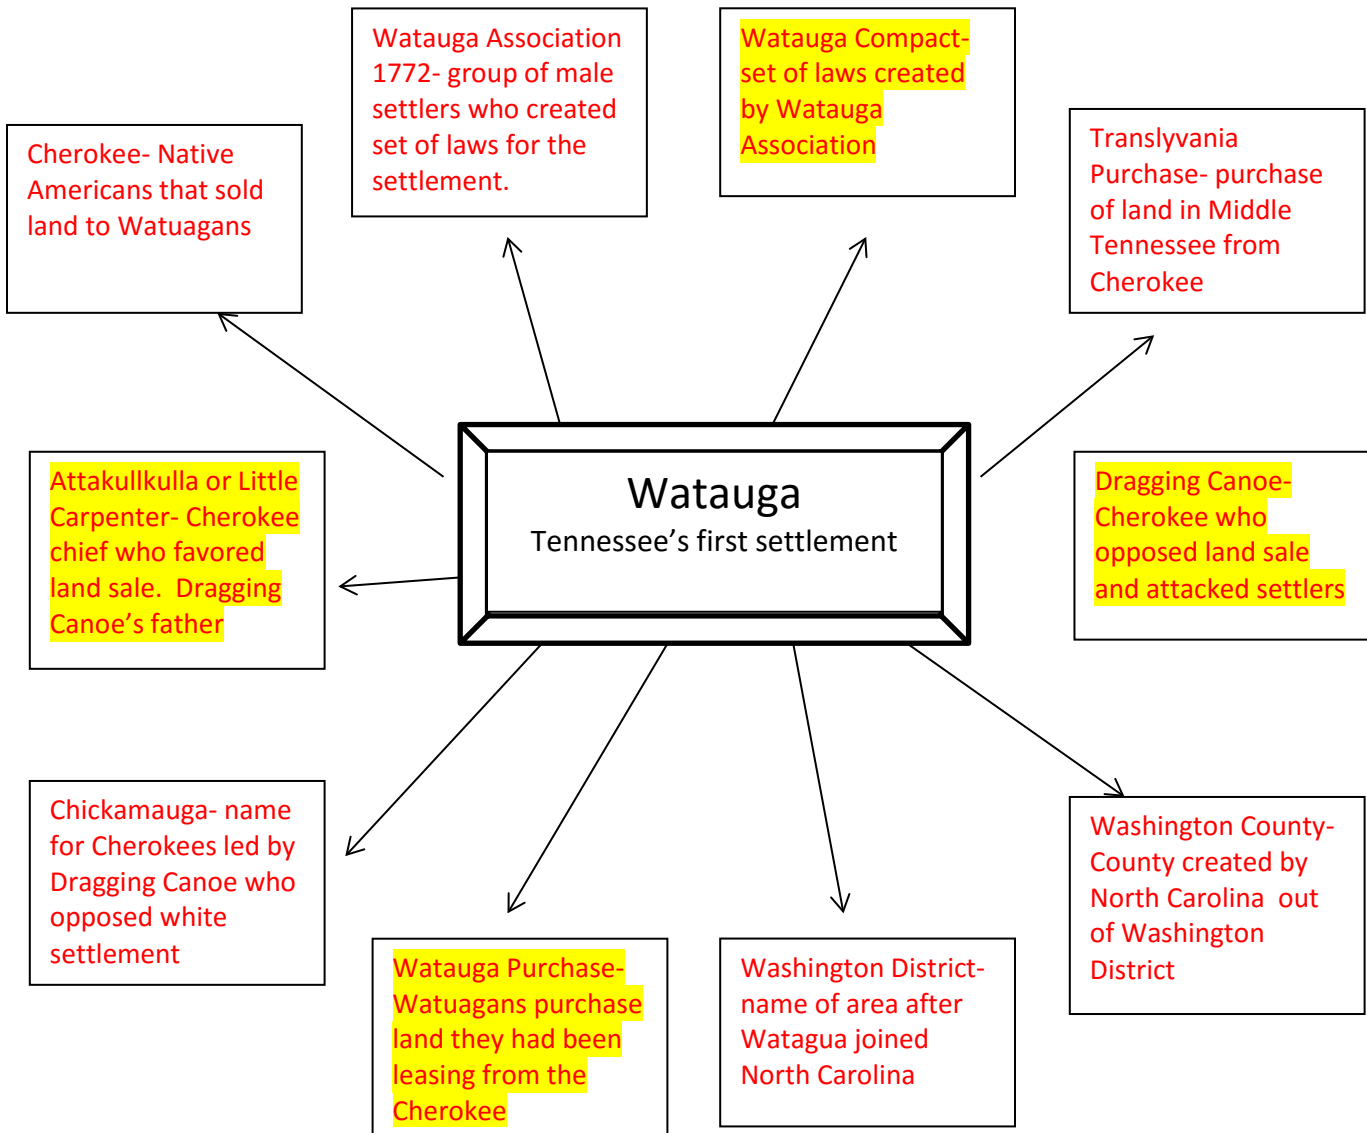 Watauga Association
1772- group of male
settlers who created
set of laws for the
settlement.
Watauga Compact-
set of laws created
by Watauga
Association
Cherokee- Native
Americans that sold
land to Watuagans
Translyvania
Purchase- purchase
of land in Middle
Tennessee from
Cherokee
Attakullkulla or Little
Carpenter- Cherokee
chief who favored
land sale.  Dragging
Canoe’s father
Watauga
Tennessee’s first settlement
Dragging Canoe-
Cherokee who
opposed land sale
and attacked settlers
Chickamauga- name
for Cherokees led by
Dragging Canoe who
opposed white
settlement
Watauga Purchase-
Watuagans purchase
land they had been
leasing from the
Cherokee
Washington District-
name of area after
Watagua joined
North Carolina
Washington County-
County created by
North Carolina  out
of Washington
District